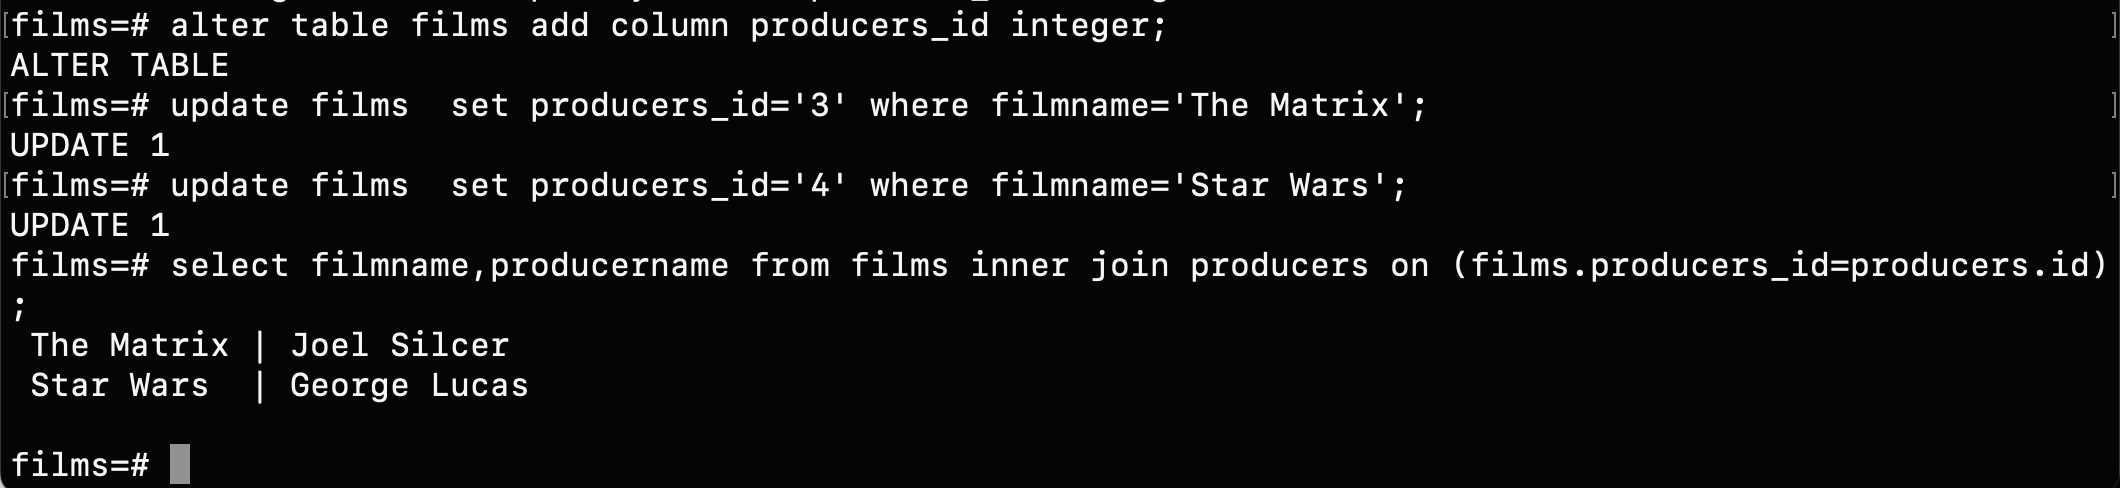 [films=# alter table films add column producers_id integer; ]
ALTER TABLE
[films=# update films  set producers_id='3' where filmname='The Matrix'; ]
UPDATE 1
[films=# update films  set producers_id='4' where filmname='Star Wars'; ]
UPDATE 1
films=# select filmname,producername from films inner join producers on (films.producers_id=producers.id)
;
 The Matrix | Joel Silcer
 Star Wars  | George Lucas
films=#